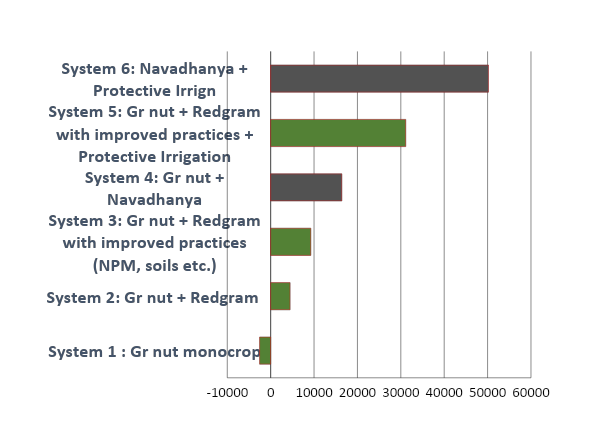 System 6: Navadhanya +
Protective Irrign
System 5: Gr nut + Redgram
with improved practices +
Protective Irrigation
System 4: Gr nut +
Navadhanya
System 3: Gr nut + Redgram
with improved practices
(NPM, soils etc.)
System 2: Gr nut + Redgram
System 1 : Gr nut monocrop
-10000 0 10000 20000 30000 40000 50000 60000